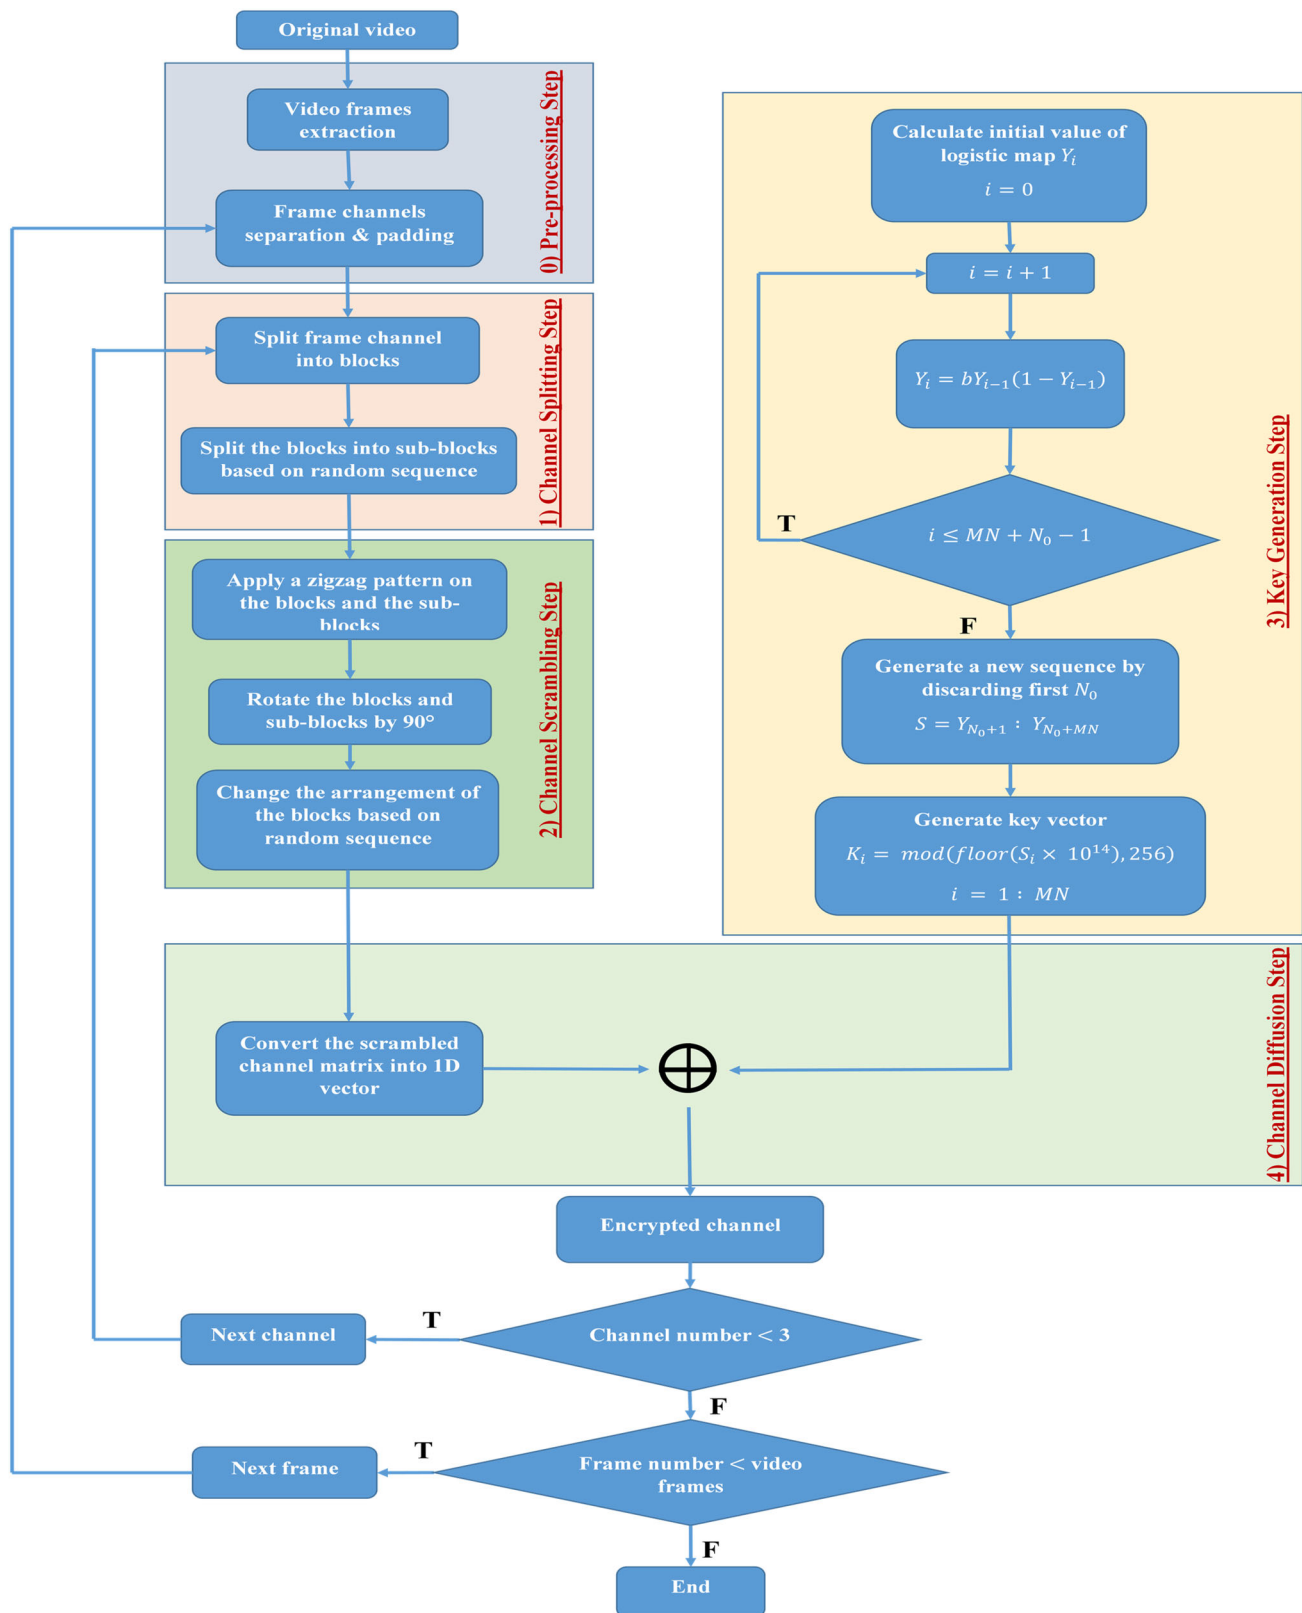 Original video
Video frames
extraction
Frame channels
separation & padding
0) Pre-processing Step
Split frame channel
into blocks
Split the blocks into sub-blocks
based on random sequence
1) Channel Splitting Step
Apply a zigzag pattern on
the blocks and the sub-
blocks
Rotate the blocks and
sub-blocks by 90°
Change the arrangement of
the blocks based on
random sequence
2) Channel Scrambling Step
Calculate initial value of
logistic map Y_i
i = 0
i = i + 1
Y_i = bY_{i-1}(1 − Y_{i-1})
T
i ≤ MN + N_0 − 1
F
Generate a new sequence by
discarding first N_0
S = Y_{N_0+1} : Y_{N_0+MN}
Generate key vector
K_i = mod(floor(S_i × 10^{14}), 256)
i = 1 : MN
3) Key Generation Step
Convert the scrambled
channel matrix into 1D
vector
4) Channel Diffusion Step
Encrypted channel
Next channel
T
Channel number < 3
F
Next frame
T
Frame number < video
frames
F
End